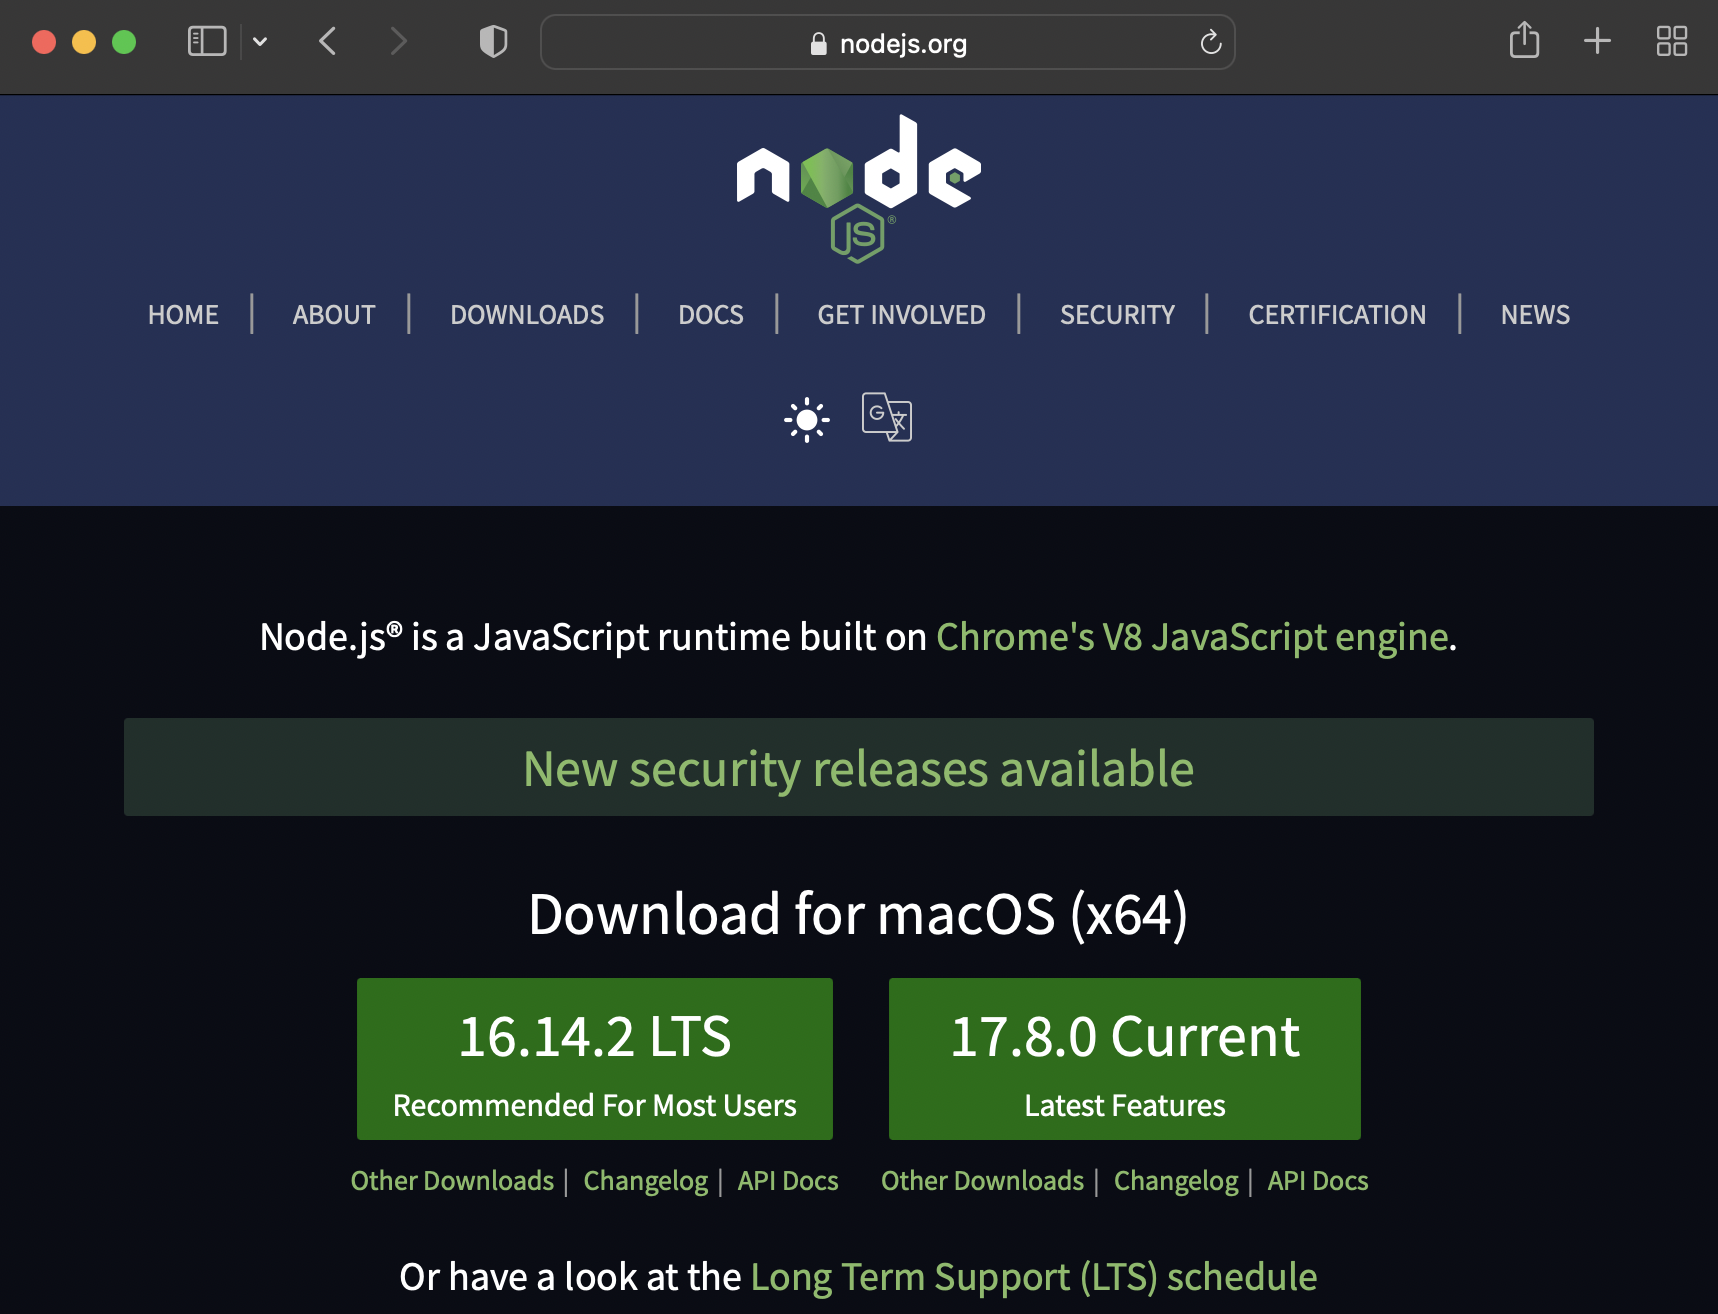 nodejs.org
node
JS®
HOME | ABOUT | DOWNLOADS | DOCS | GET INVOLVED | SECURITY | CERTIFICATION | NEWS
G 文
Node.js® is a JavaScript runtime built on Chrome's V8 JavaScript engine.
New security releases available
Download for macOS (x64)
16.14.2 LTS
Recommended For Most Users
Other Downloads | Changelog | API Docs
17.8.0 Current
Latest Features
Other Downloads | Changelog | API Docs
Or have a look at the Long Term Support (LTS) schedule